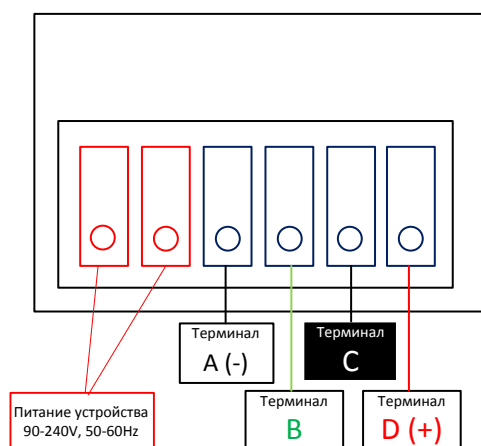 Терминал
A (-)
Терминал
C
Питание устройства
90-240V, 50-60Hz
Терминал
B
Терминал
D (+)